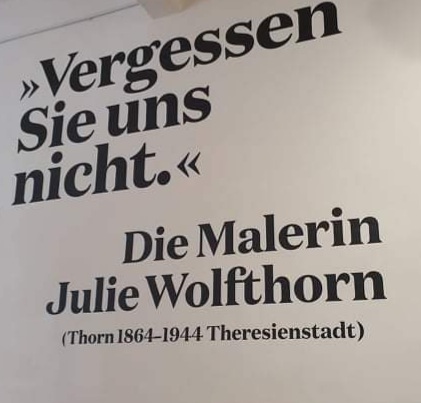 »Vergessen
Sie uns
nicht.«
Die Malerin
Julie Wolfthorn
(Thorn 1864–1944 Theresienstadt)